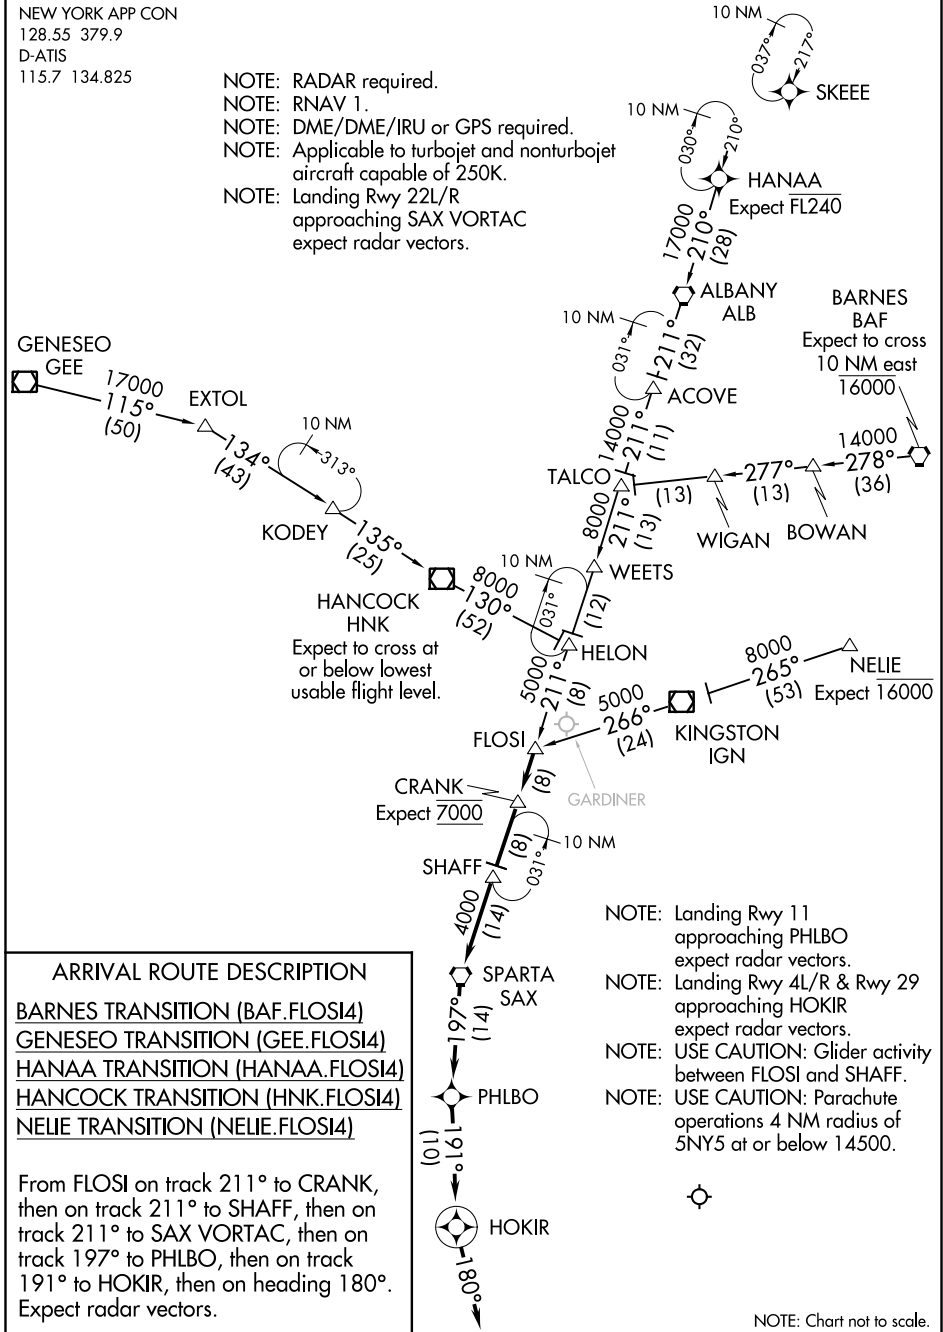 NEW YORK APP CON
128.55 379.9
D-ATIS
115.7 134.825
NOTE: RADAR required.
NOTE: RNAV 1.
NOTE: DME/DME/IRU or GPS required.
NOTE: Applicable to turbojet and nonturbojet
aircraft capable of 250K.
NOTE: Landing Rwy 22L/R
approaching SAX VORTAC
expect radar vectors.
10 NM
037°
217°
SKEEE
10 NM
030°
210°
HANAA
Expect FL240
17000
210°
(28)
ALBANY
ALB
10 NM
031°
211°
(32)
ACOVE
BARNES
BAF
Expect to cross
10 NM east
16000
14000
278°
(36)
BOWAN
277°
(13)
WIGAN
(13)
14000
211°
(11)
TALCO
8000
211°
(13)
WEETS
(12)
GENESEO
GEE
17000
115°
(50)
EXTOL
134°
(43)
10 NM
313°
KODEY
135°
(25)
HANCOCK
HNK
Expect to cross at
or below lowest
usable flight level.
8000
130°
(52)
10 NM
031°
HELON
5000
211°
(8)
NELIE
Expect 16000
8000
265°
(53)
KINGSTON
IGN
5000
266°
(24)
FLOSI
GARDINER
(8)
CRANK
Expect 7000
(8)
10 NM
031°
SHAFF
4000
(14)
SPARTA
SAX
197°
(14)
PHLBO
191°
(10)
HOKIR
180°
NOTE: Landing Rwy 11
approaching PHLBO
expect radar vectors.
NOTE: Landing Rwy 4L/R & Rwy 29
approaching HOKIR
expect radar vectors.
NOTE: USE CAUTION: Glider activity
between FLOSI and SHAFF.
NOTE: USE CAUTION: Parachute
operations 4 NM radius of
5NY5 at or below 14500.
ARRIVAL ROUTE DESCRIPTION
BARNES TRANSITION (BAF.FLOSI4)
GENESEO TRANSITION (GEE.FLOSI4)
HANAA TRANSITION (HANAA.FLOSI4)
HANCOCK TRANSITION (HNK.FLOSI4)
NELIE TRANSITION (NELIE.FLOSI4)
From FLOSI on track 211° to CRANK,
then on track 211° to SHAFF, then on
track 211° to SAX VORTAC, then on
track 197° to PHLBO, then on track
191° to HOKIR, then on heading 180°.
Expect radar vectors.
NOTE: Chart not to scale.